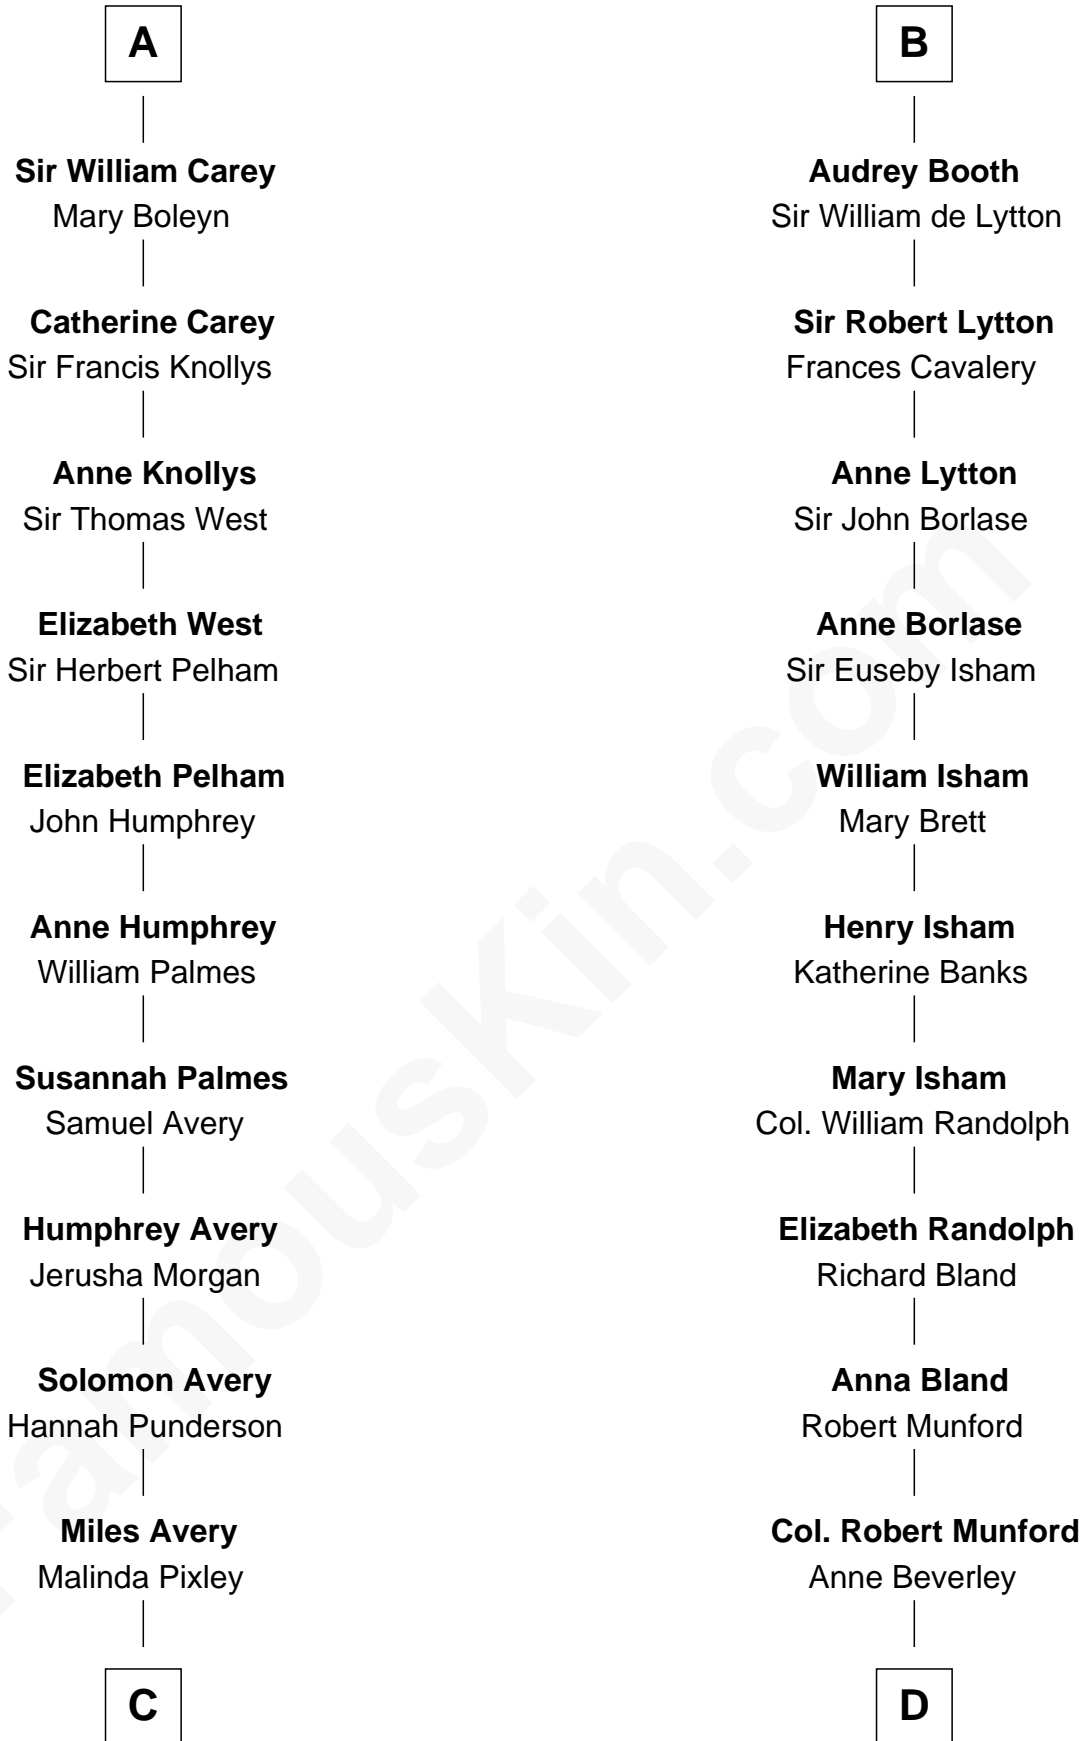 A
Sir William Carey
Mary Boleyn
Catherine Carey
Sir Francis Knollys
Anne Knollys
Sir Thomas West
Elizabeth West
Sir Herbert Pelham
Elizabeth Pelham
John Humphrey
Anne Humphrey
William Palmes
Susannah Palmes
Samuel Avery
Humphrey Avery
Jerusha Morgan
Solomon Avery
Hannah Punderson
Miles Avery
Malinda Pixley
C
B
Audrey Booth
Sir William de Lytton
Sir Robert Lytton
Frances Cavalery
Anne Lytton
Sir John Borlase
Anne Borlase
Sir Euseby Isham
William Isham
Mary Brett
Henry Isham
Katherine Banks
Mary Isham
Col. William Randolph
Elizabeth Randolph
Richard Bland
Anna Bland
Robert Munford
Col. Robert Munford
Anne Beverley
D
FamousKin.com